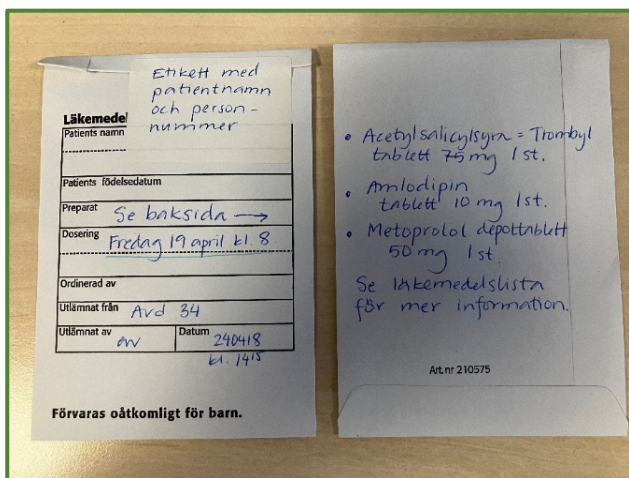 Etikett med
patientnamn
och person-
nummer
Läkemede
Patients namn
Patients födelsedatum
Preparat Se baksida →
Dosering Fredag 19 april kl. 8
Ordinerad av
Utlämnat från Avd 34
Utlämnat av Datum 240418
kl. 14¹⁵
Förvaras oåtkomligt för barn.
• Acetylsalicylsyra = Trombyl
tablett 75 mg 1 st.
• Amlodipin
tablett 10 mg 1 st.
• Metoprolol depottablett
50 mg 1 st.
Se läkemedelslista
för mer information.
Art.nr 210575